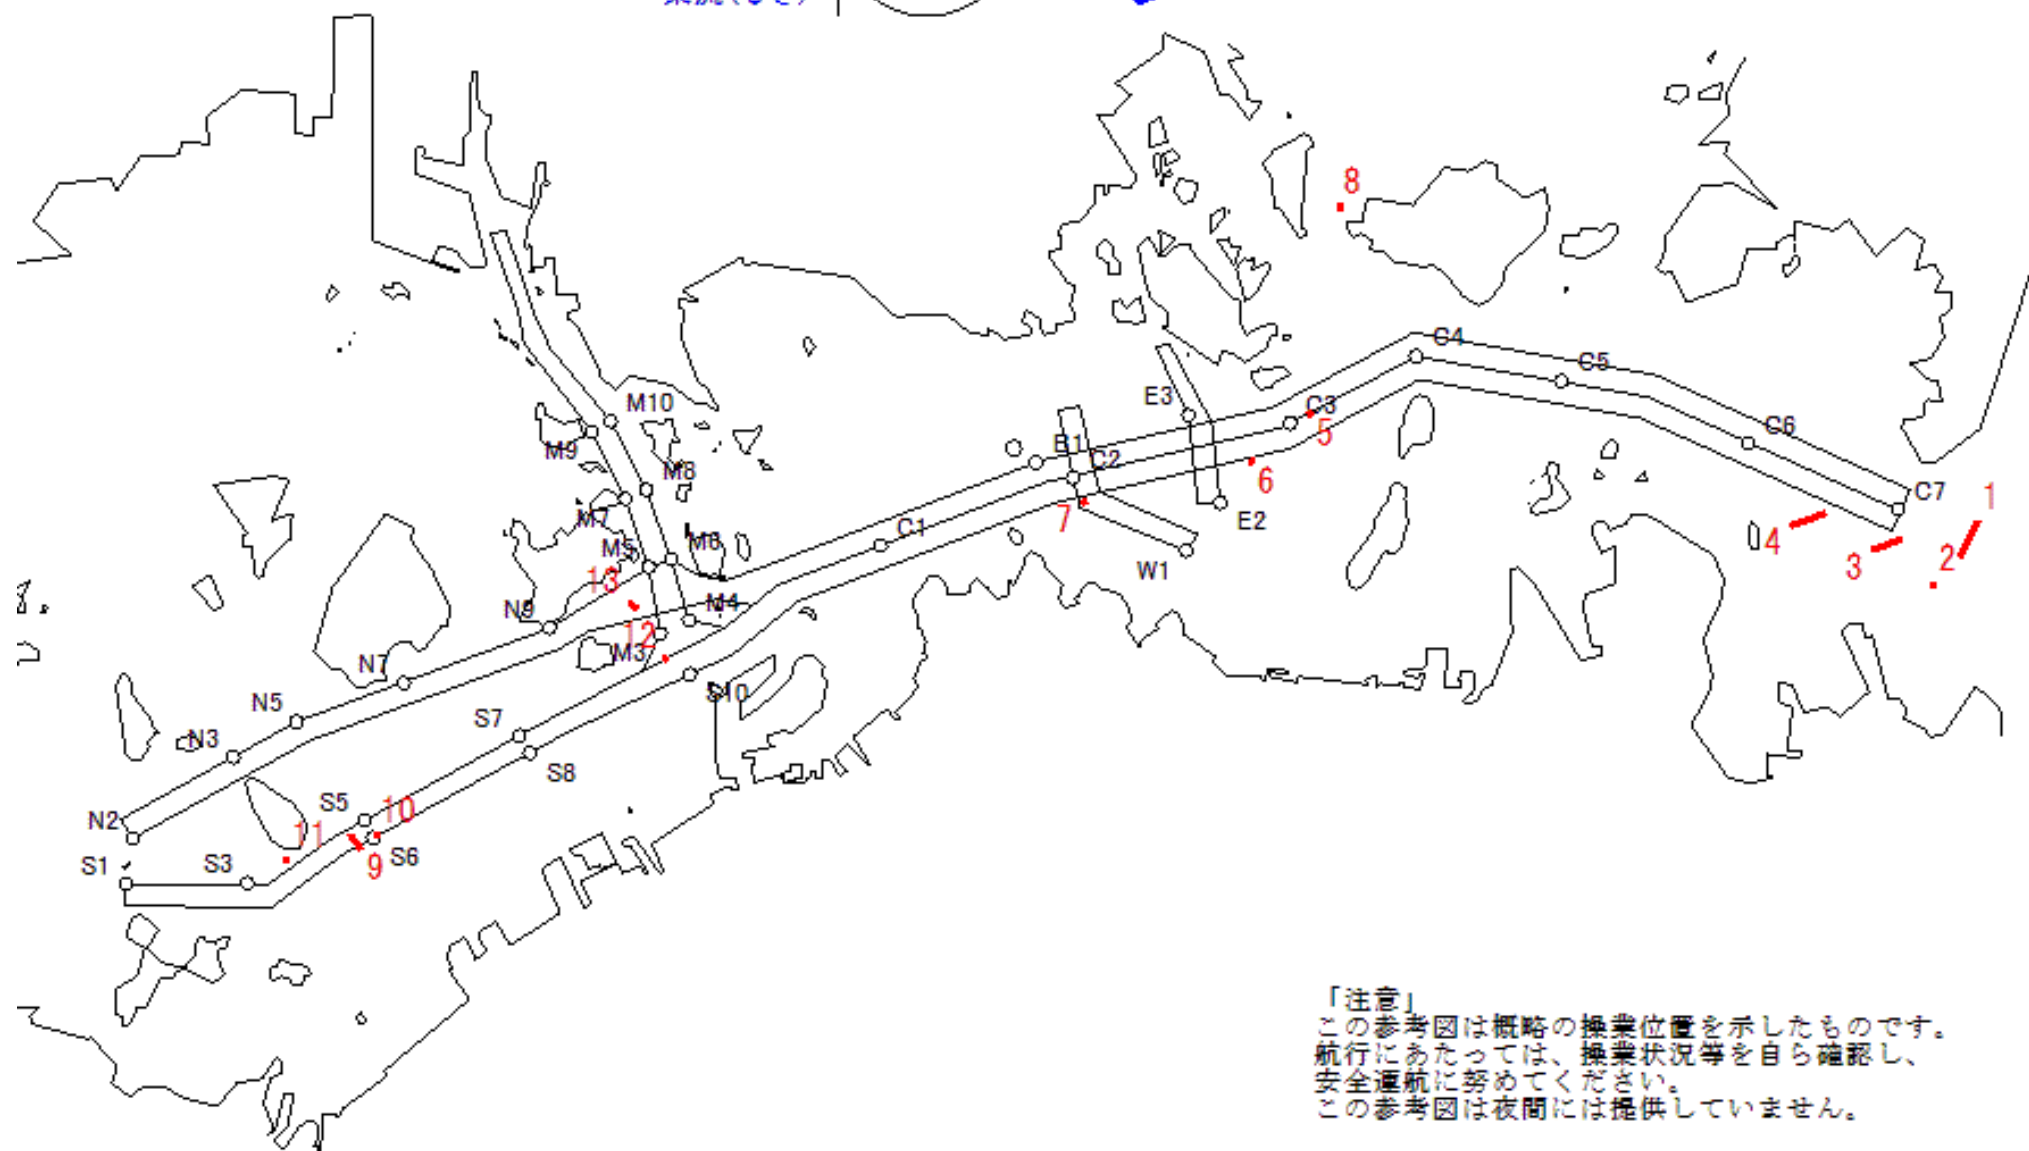 8
C4
C5
M10
E3
C3
5
C6
M9
B1
C2
M8
6
C7
1
M7
7
E2
4
C1
M5
M6
3
2
W1
13
N9
M4
12
M3
N7
S10
N5
S7
N3
S8
S5
10
N2
11
S1
S3
9
S6
「注意」
この参考図は概略の操業位置を示したものです。
航行にあたっては、操業状況等を自ら確認し、
安全運航に努めてください。
この参考図は夜間には提供していません。